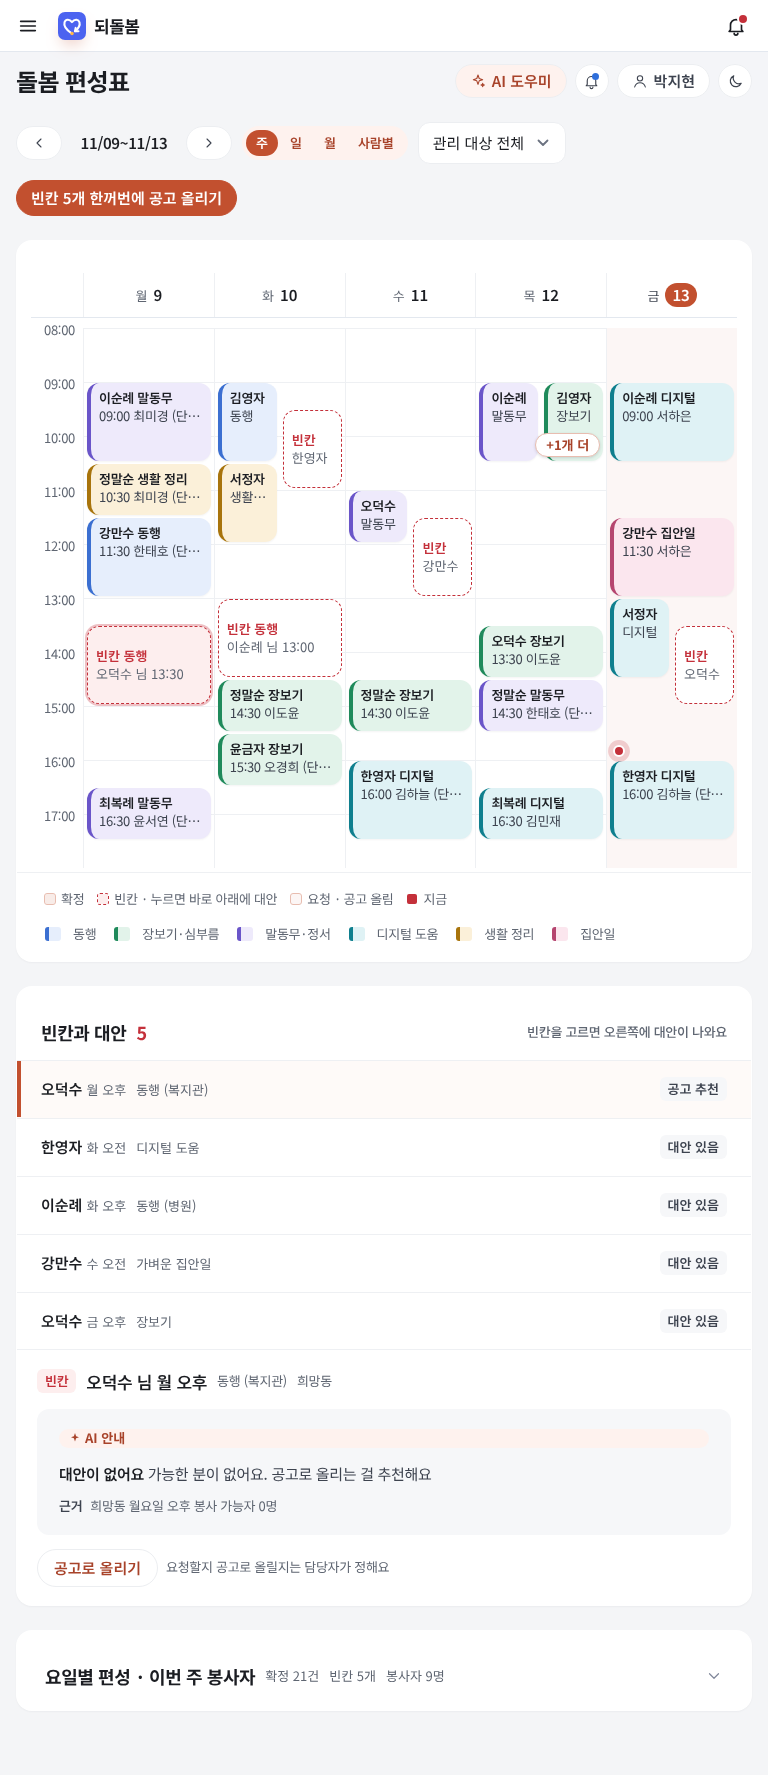 되돌봄
돌봄 편성표
AI 도우미
박지현
11/09~11/13
주 일 월 사람별
관리 대상 전체
빈칸 5개 한꺼번에 공고 올리기
월 9
화 10
수 11
목 12
금 13
08:00
09:00
10:00
11:00
12:00
13:00
14:00
15:00
16:00
17:00
이순례 말동무
09:00 최미경 (단…
정말순 생활 정리
10:30 최미경 (단…
강만수 동행
11:30 한태호 (단…
빈칸 동행
오덕수 님 13:30
최복례 말동무
16:30 윤서연 (단…
김영자
동행
빈칸
한영자
서정자
생활…
빈칸 동행
이순례 님 13:00
정말순 장보기
14:30 이도윤
윤금자 장보기
15:30 오경희 (단…
오덕수
말동무
빈칸
강만수
정말순 장보기
14:30 이도윤
한영자 디지털
16:00 김하늘 (단…
이순례
말동무
김영자
장보기
+1개 더
오덕수 장보기
13:30 이도윤
정말순 말동무
14:30 한태호 (단…
최복례 디지털
16:30 김민재
이순례 디지털
09:00 서하은
강만수 집안일
11:30 서하은
서정자
디지털
빈칸
오덕수
한영자 디지털
16:00 김하늘 (단…
확정 빈칸 · 누르면 바로 아래에 대안 요청 · 공고 올림 지금
동행 장보기·심부름 말동무·정서 디지털 도움 생활 정리 집안일
빈칸과 대안 5
빈칸을 고르면 오른쪽에 대안이 나와요
오덕수 월 오후 동행 (복지관) 공고 추천
한영자 화 오전 디지털 도움 대안 있음
이순례 화 오후 동행 (병원) 대안 있음
강만수 수 오전 가벼운 집안일 대안 있음
오덕수 금 오후 장보기 대안 있음
빈칸 오덕수 님 월 오후 동행 (복지관) 희망동
AI 안내
대안이 없어요 가능한 분이 없어요. 공고로 올리는 걸 추천해요
근거 희망동 월요일 오후 봉사 가능자 0명
공고로 올리기 요청할지 공고로 올릴지는 담당자가 정해요
요일별 편성 · 이번 주 봉사자 확정 21건 빈칸 5개 봉사자 9명